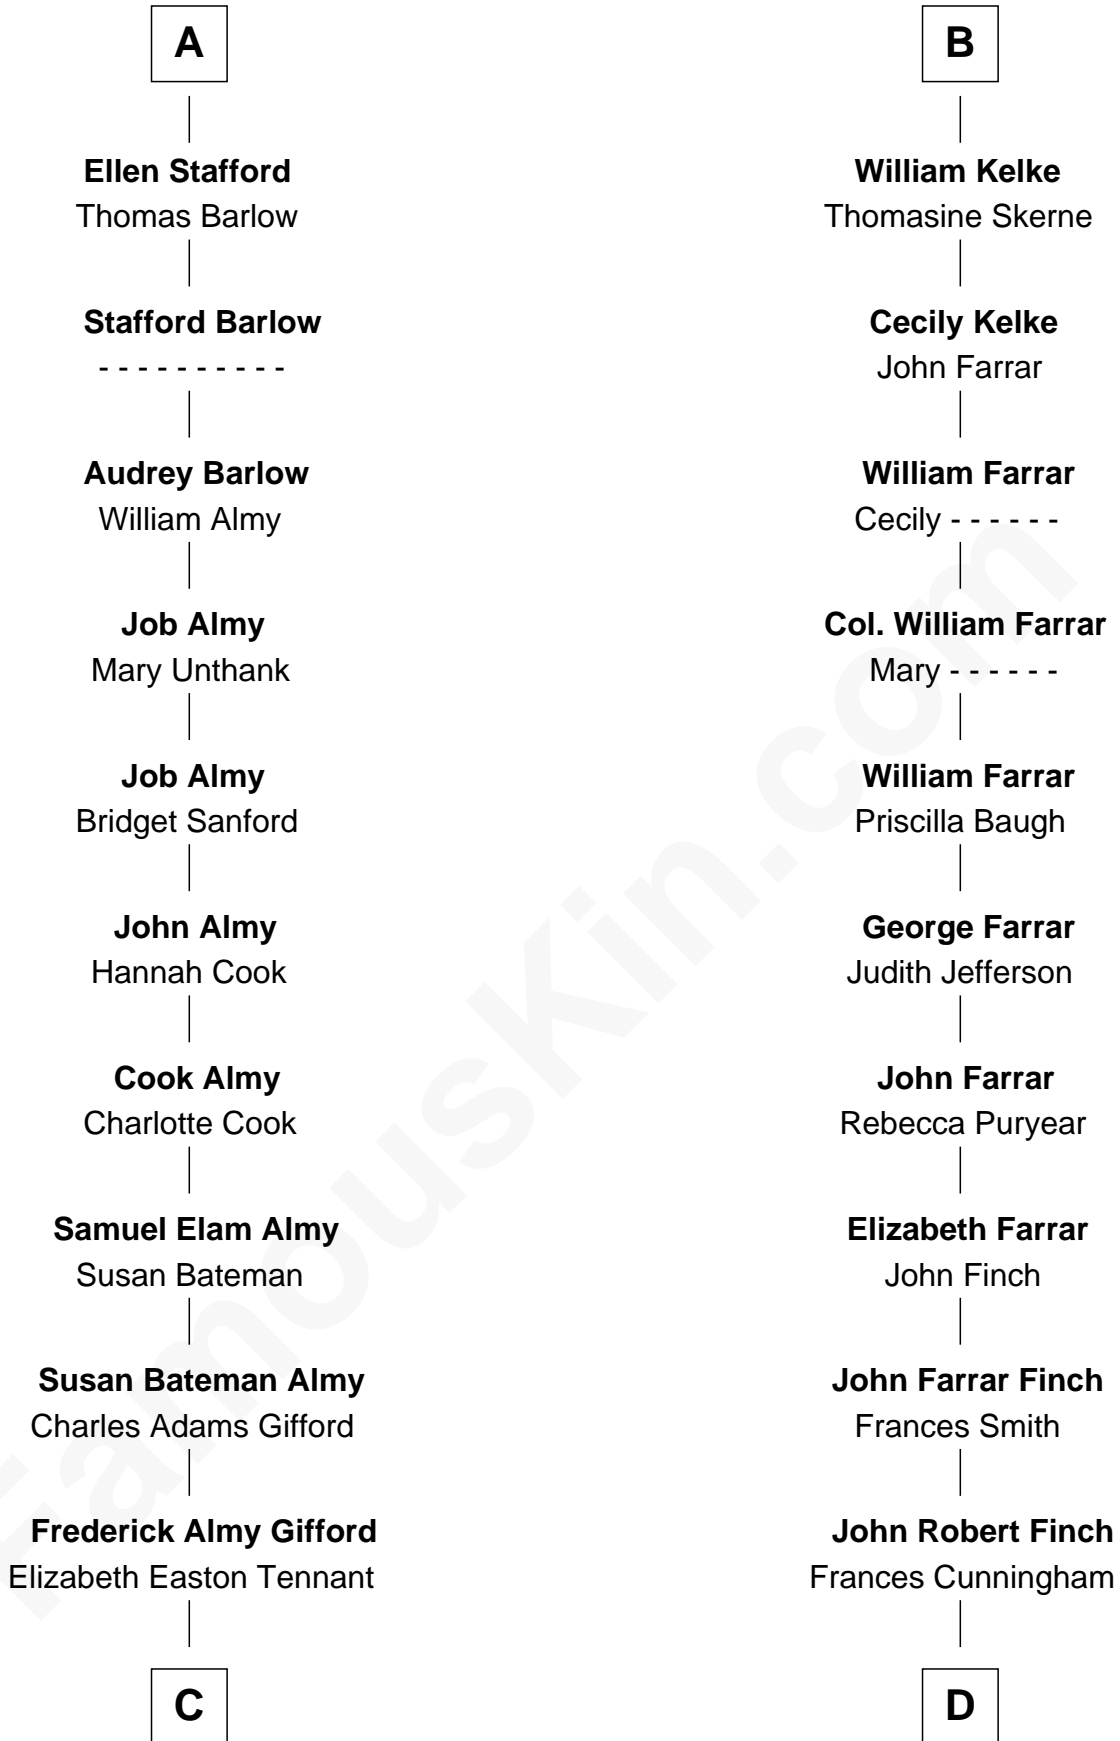 A
Ellen Stafford
Thomas Barlow
Stafford Barlow
- - - - - - - - - -
Audrey Barlow
William Almy
Job Almy
Mary Unthank
Job Almy
Bridget Sanford
John Almy
Hannah Cook
Cook Almy
Charlotte Cook
Samuel Elam Almy
Susan Bateman
Susan Bateman Almy
Charles Adams Gifford
Frederick Almy Gifford
Elizabeth Easton Tennant
C
B
William Kelke
Thomasine Skerne
Cecily Kelke
John Farrar
William Farrar
Cecily - - - - - -
Col. William Farrar
Mary - - - - - -
William Farrar
Priscilla Baugh
George Farrar
Judith Jefferson
John Farrar
Rebecca Puryear
Elizabeth Farrar
John Finch
John Farrar Finch
Frances Smith
John Robert Finch
Frances Cunningham
D
FamousKin.com